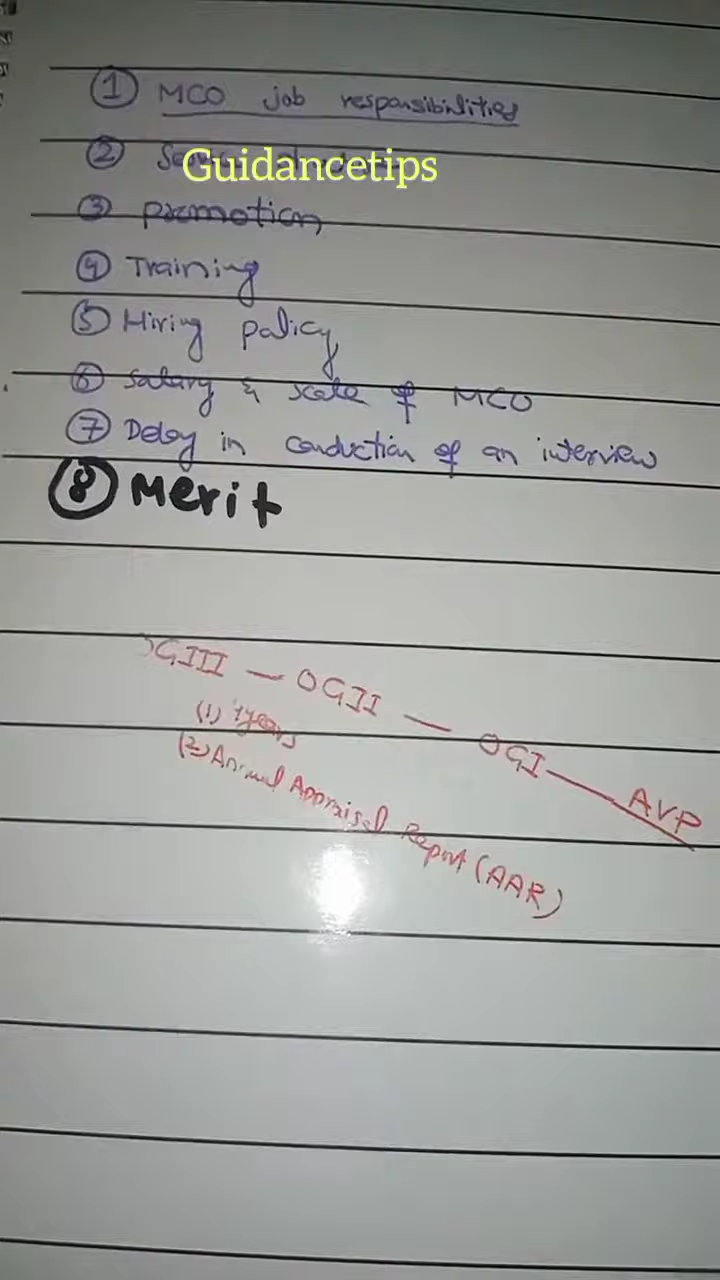 ① MCO job responsibilities
②
Guidancetips
③ promotion
④ Training
⑤ Hiring policy
⑥ Salary & scale of MCO
⑦ Delay in conduction of an interview
⑧ Merit
OGIII — OGII — OGI — AVP
(1) years
(2) Annual Appraisal Report (AAR)